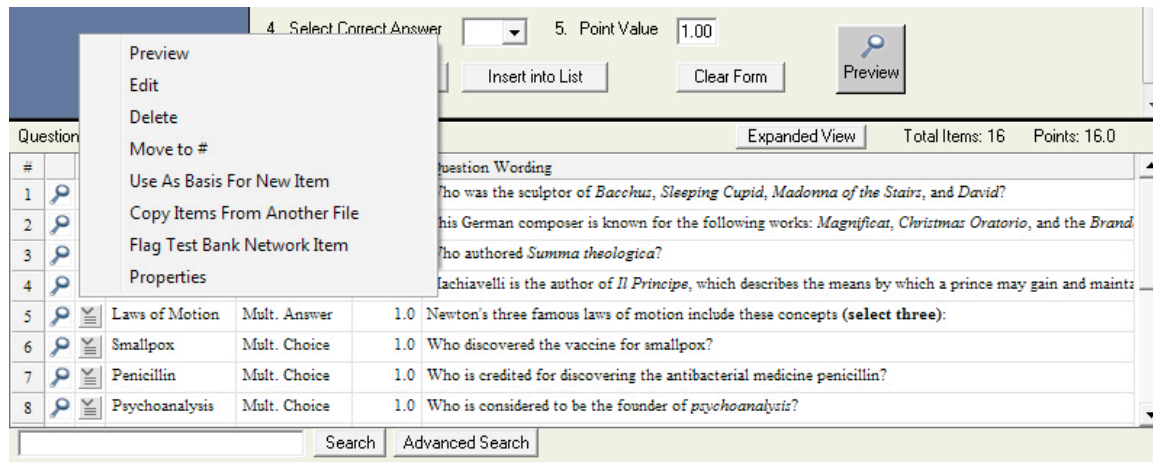 4. Select Correct Answer 5. Point Value 1.00
Preview
Insert into List Clear Form Preview
Edit
Delete
Expanded View Total Items: 16 Points: 16.0
Move to #
# Wording
Use As Basis For New Item
1 was the sculptor of Bacchus, Sleeping Cupid, Madonna of the Stairs, and David?
Copy Items From Another File
2 German composer is known for the following works: Magnificat, Christmas Oratorio, and the
Flag Test Bank Network Item
3 authored Summa theologica?
Properties
4 is the author of Il Principe, which describes the means by which a prince may gain and
5 Laws of Motion Mult. Answer 1.0 Newton's three famous laws of motion include these concepts (select three):
6 Smallpox Mult. Choice 1.0 Who discovered the vaccine for smallpox?
7 Penicillin Mult. Choice 1.0 Who is credited for discovering the antibacterial medicine penicillin?
8 Psychoanalysis Mult. Choice 1.0 Who is considered to be the founder of psychoanalysis?
Search Advanced Search